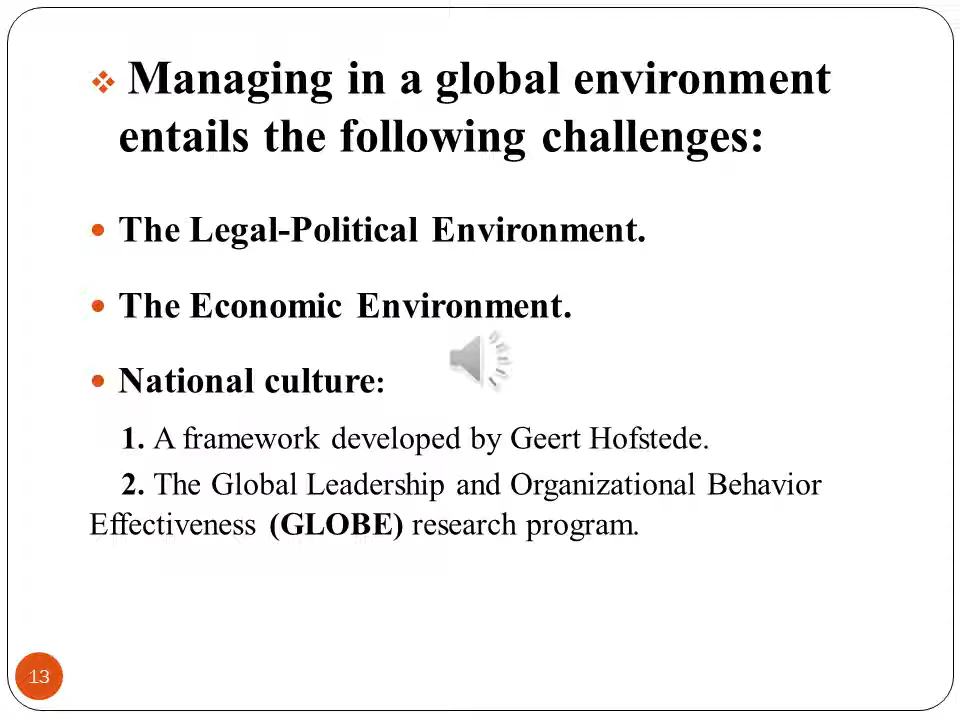 Managing in a global environment
entails the following challenges:
The Legal-Political Environment.
The Economic Environment.
National culture:
1. A framework developed by Geert Hofstede.
2. The Global Leadership and Organizational Behavior
Effectiveness (GLOBE) research program.
13